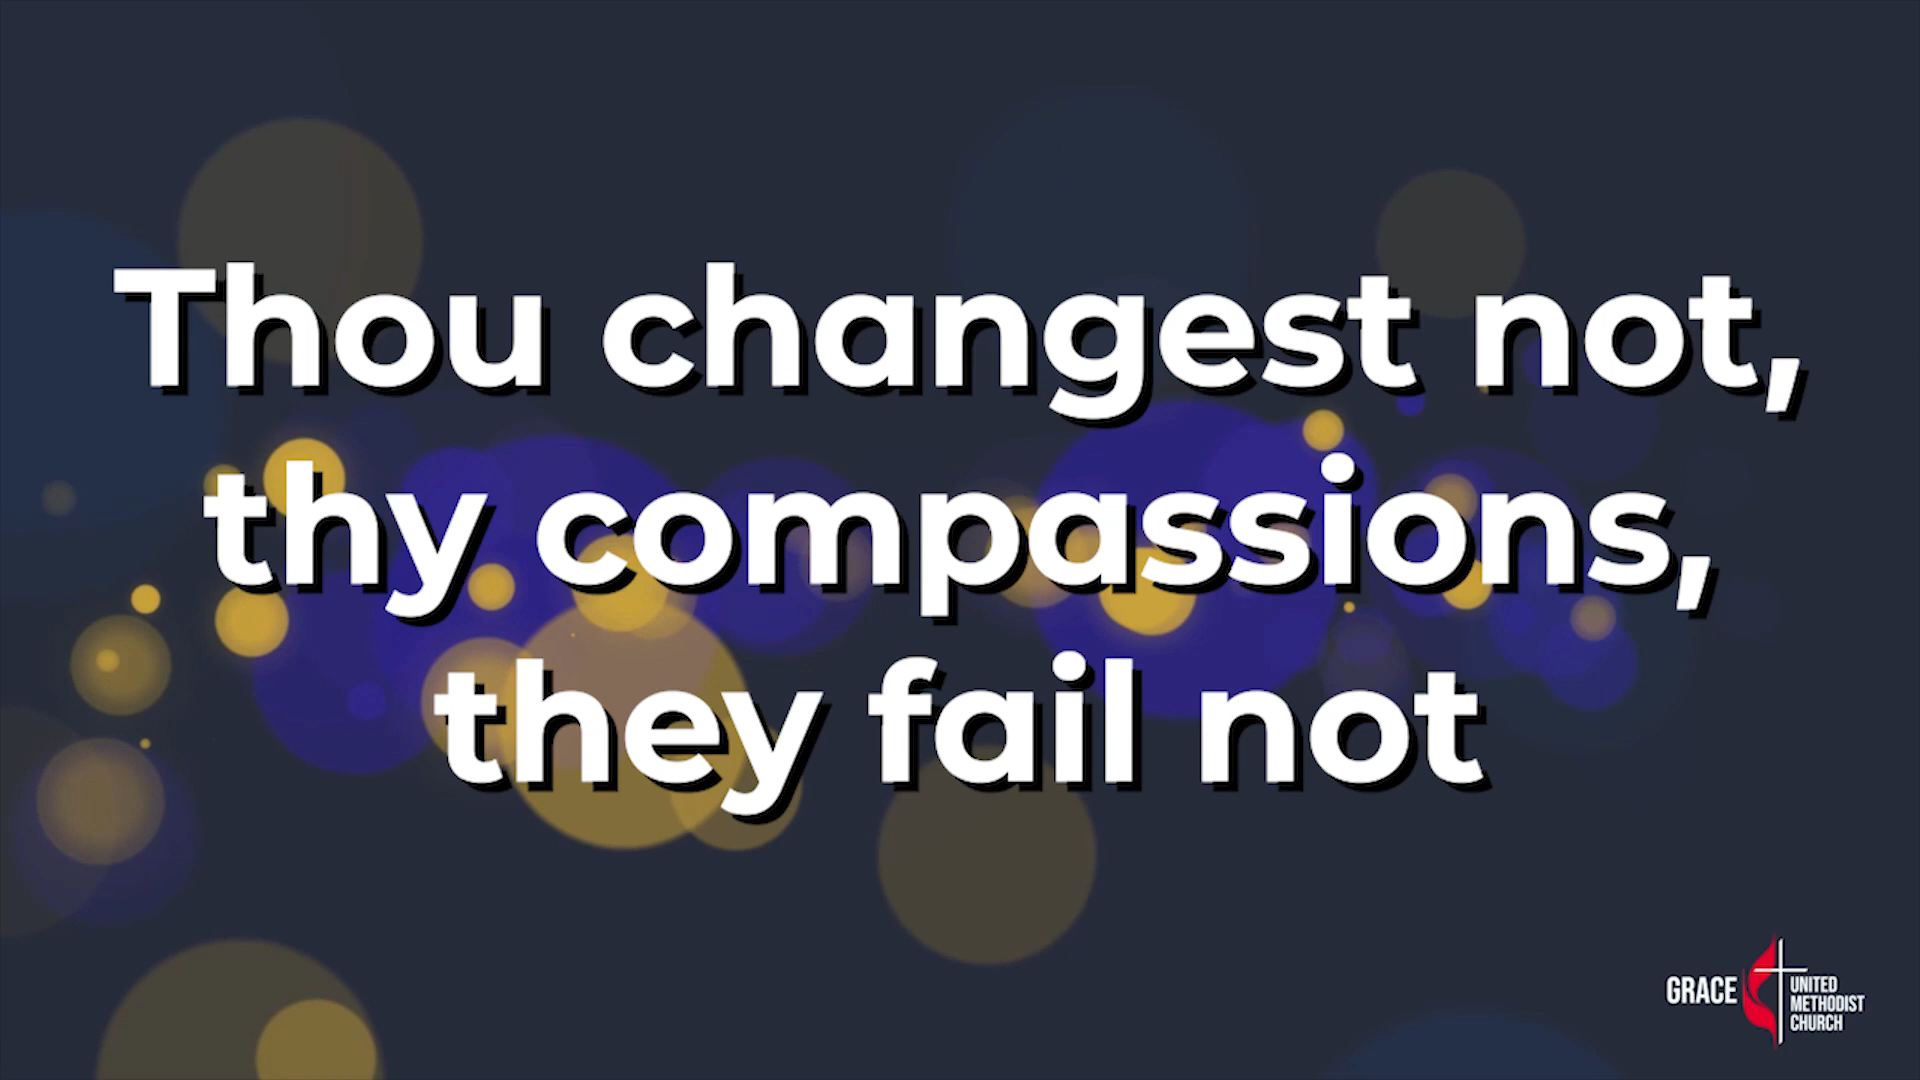 Thou changest not,
thy compassions,
they fail not
GRACE
UNITED
METHODIST
CHURCH